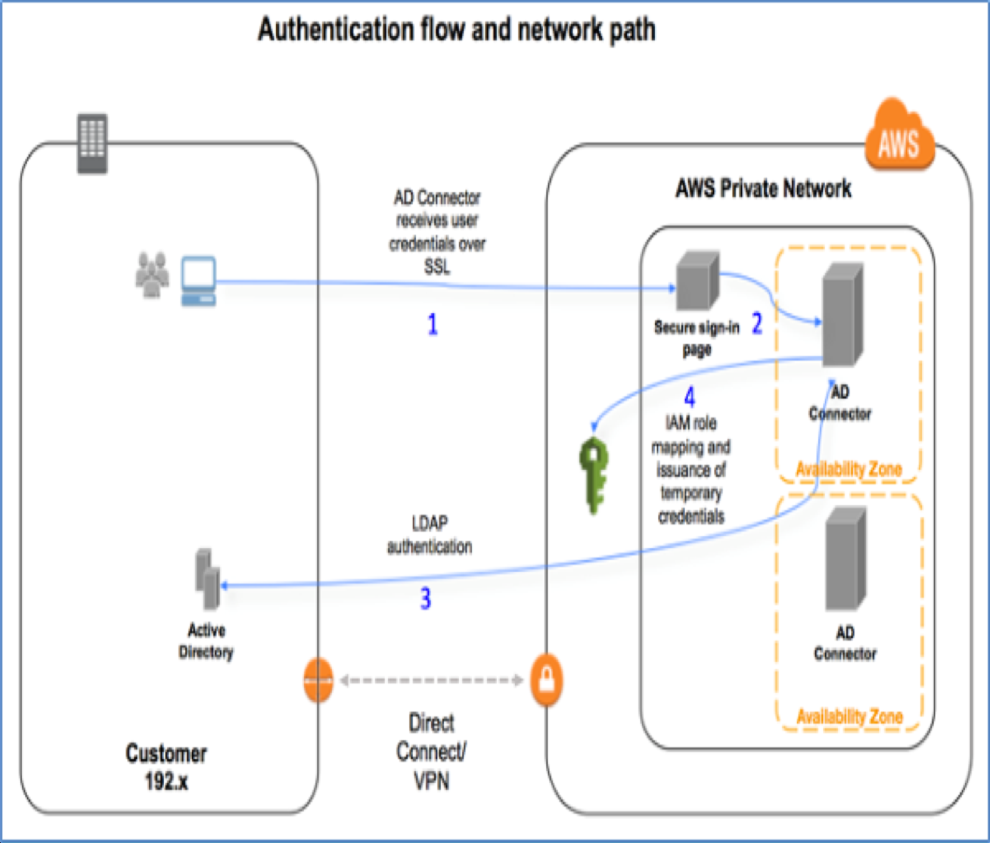 Authentication flow and network path
AWS
AWS Private Network
AD Connector
receives user
credentials over
SSL
1
Secure sign-in
page
2
AD
Connector
Availability Zone
4
IAM role
mapping and
issuance of
temporary
credentials
LDAP
authentication
3
Active
Directory
AD
Connector
Availability Zone
Direct
Connect/
VPN
Customer
192.x